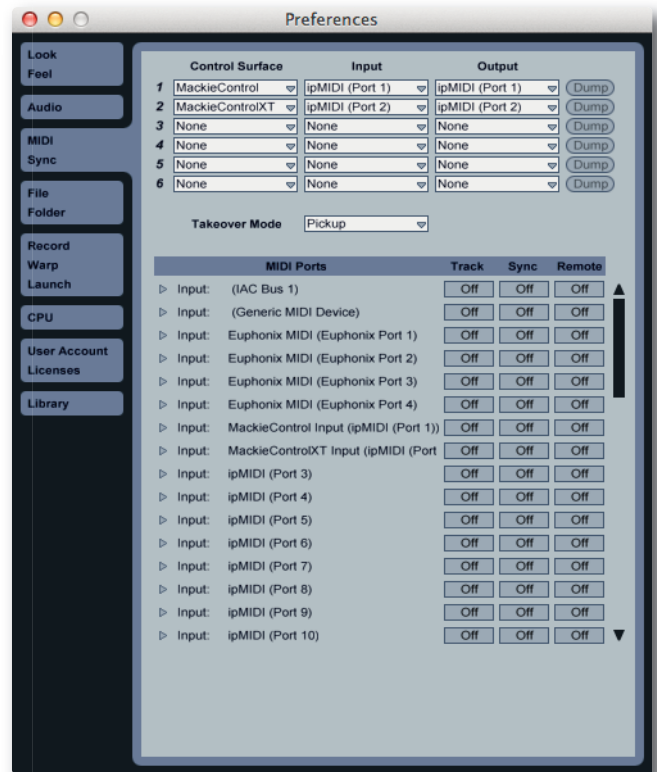 Preferences
Look
Feel
Audio
MIDI
Sync
File
Folder
Record
Warp
Launch
CPU
User Account
Licenses
Library
Control Surface Input Output
1 MackieControl ipMIDI (Port 1) ipMIDI (Port 1) Dump
2 MackieControlXT ipMIDI (Port 2) ipMIDI (Port 2) Dump
3 None None None Dump
4 None None None Dump
5 None None None Dump
6 None None None Dump
Takeover Mode Pickup
MIDI Ports Track Sync Remote
Input: (IAC Bus 1) Off Off Off
Input: (Generic MIDI Device) Off Off Off
Input: Euphonix MIDI (Euphonix Port 1) Off Off Off
Input: Euphonix MIDI (Euphonix Port 2) Off Off Off
Input: Euphonix MIDI (Euphonix Port 3) Off Off Off
Input: Euphonix MIDI (Euphonix Port 4) Off Off Off
Input: MackieControl Input (ipMIDI (Port 1)) Off Off Off
Input: MackieControlXT Input (ipMIDI (Port Off Off Off
Input: ipMIDI (Port 3) Off Off Off
Input: ipMIDI (Port 4) Off Off Off
Input: ipMIDI (Port 5) Off Off Off
Input: ipMIDI (Port 6) Off Off Off
Input: ipMIDI (Port 7) Off Off Off
Input: ipMIDI (Port 8) Off Off Off
Input: ipMIDI (Port 9) Off Off Off
Input: ipMIDI (Port 10) Off Off Off